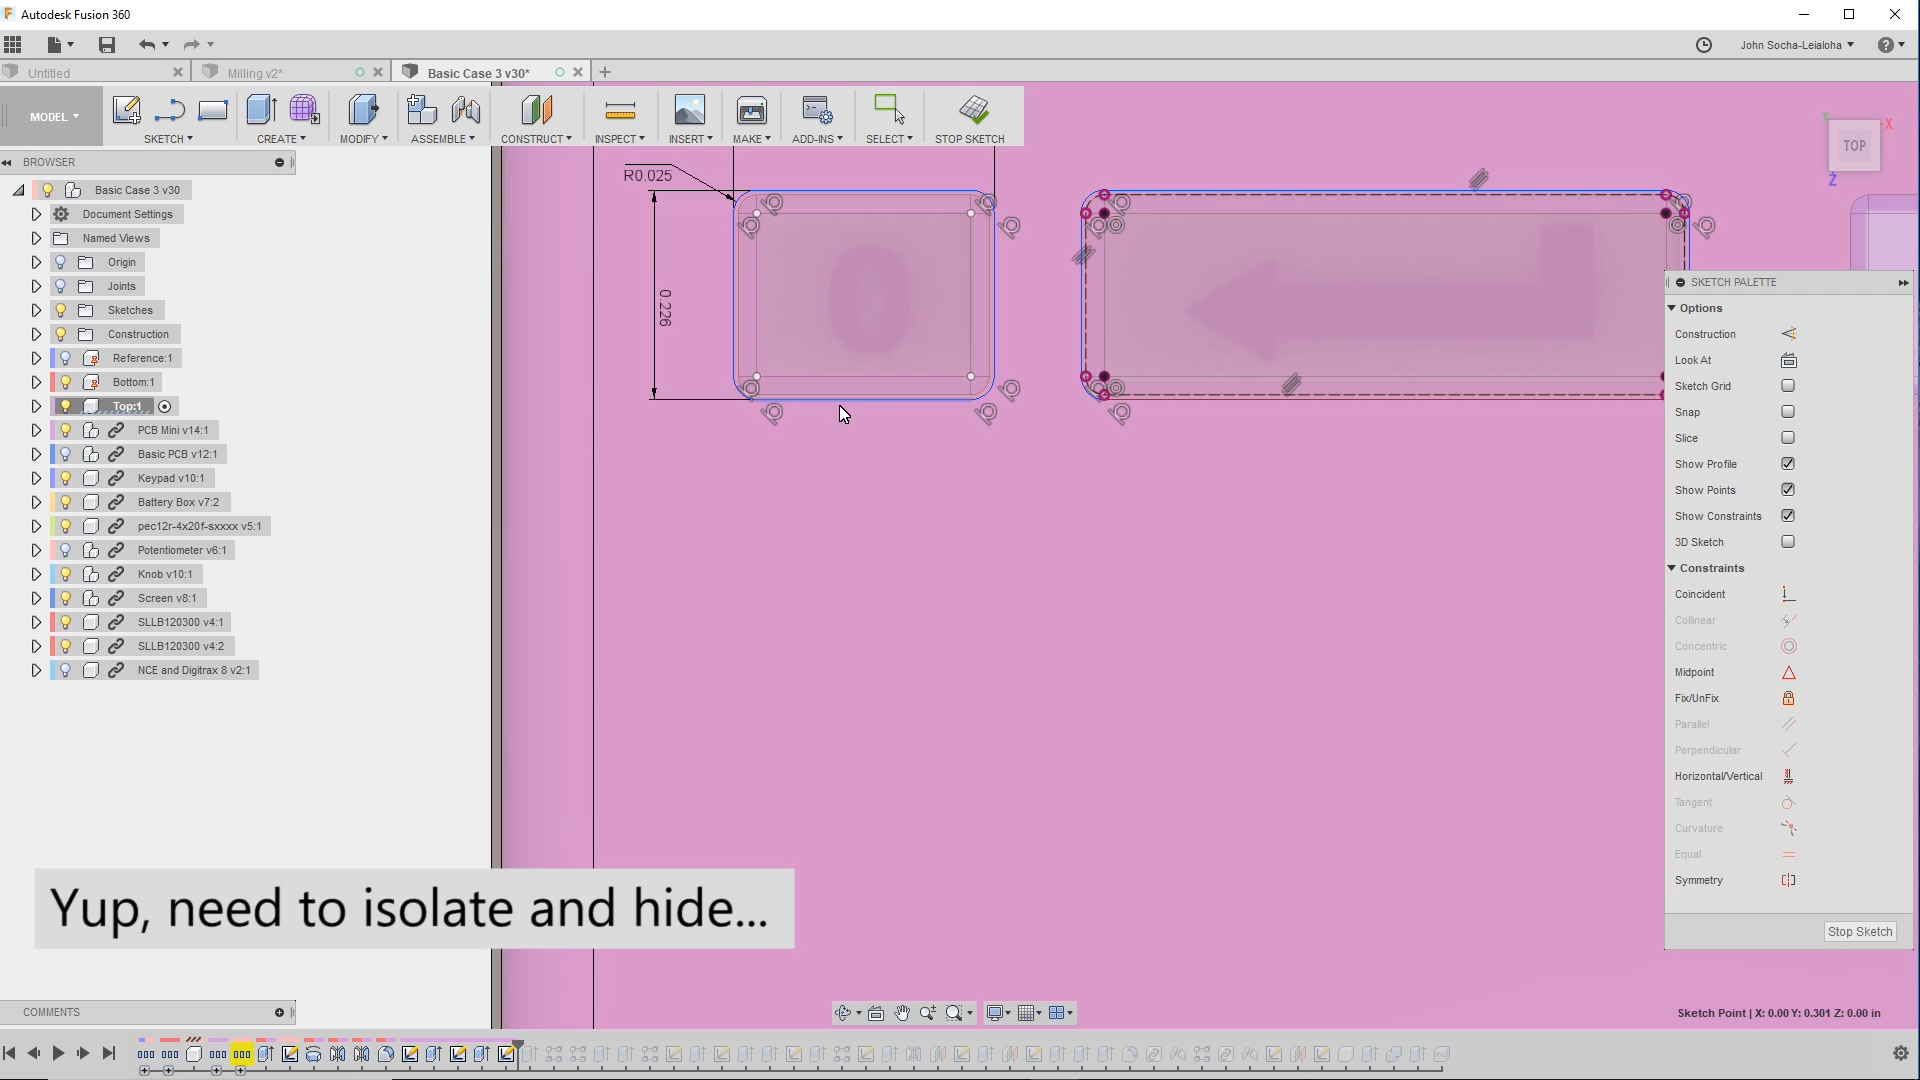 Autodesk Fusion 360
John Socha-Leialoha
Untitled
Milling v2*
Basic Case 3 v30*
MODEL
SKETCH
CREATE
MODIFY
ASSEMBLE
CONSTRUCT
INSPECT
INSERT
MAKE
ADD-INS
SELECT
STOP SKETCH
BROWSER
Basic Case 3 v30
Document Settings
Named Views
Origin
Joints
Sketches
Construction
Reference:1
Bottom:1
Top:1
PCB Mini v14:1
Basic PCB v12:1
Keypad v10:1
Battery Box v7:2
pec12r-4x20f-sxxxx v5:1
Potentiometer v6:1
Knob v10:1
Screen v8:1
SLLB120300 v4:1
SLLB120300 v4:2
NCE and Digitrax 8 v2:1
R0.025
0.226
0
TOP
X
Y
Z
SKETCH PALETTE
Options
Construction
Look At
Sketch Grid
Snap
Slice
Show Profile
Show Points
Show Constraints
3D Sketch
Constraints
Coincident
Collinear
Concentric
Midpoint
Fix/UnFix
Parallel
Perpendicular
Horizontal/Vertical
Tangent
Curvature
Equal
Symmetry
Stop Sketch
Yup, need to isolate and hide...
COMMENTS
Sketch Point | X: 0.00 Y: 0.301 Z: 0.00 in